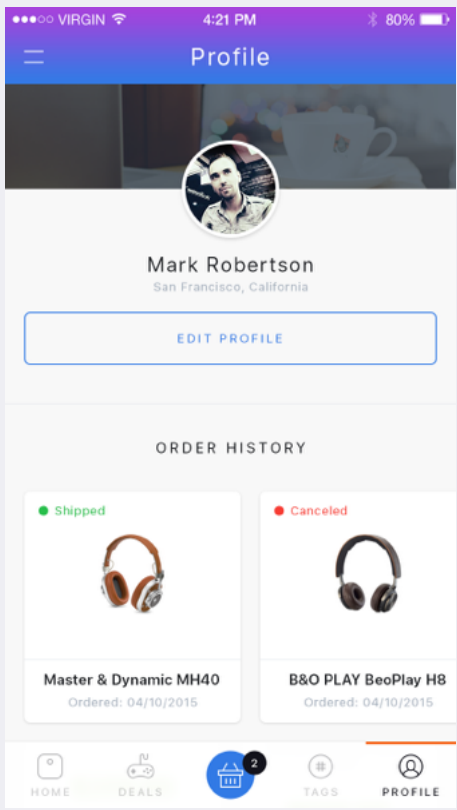 VIRGIN 4:21 PM 80%
Profile
Mark Robertson
San Francisco, California
EDIT PROFILE
ORDER HISTORY
Shipped
Canceled
Master & Dynamic MH40
B&O PLAY BeoPlay H8
Ordered: 04/10/2015
Ordered: 04/10/2015
2
HOME DEALS # TAGS PROFILE